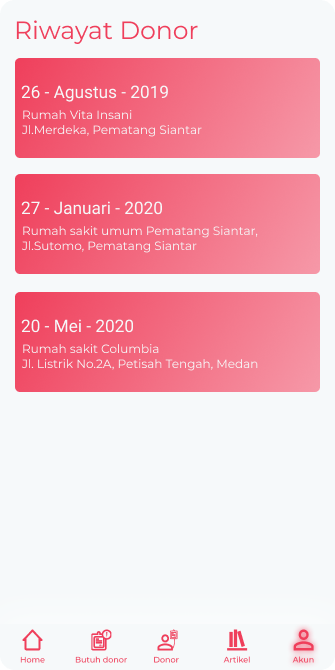 Riwayat Donor
26 - Agustus - 2019
Rumah Vita Insani
Jl.Merdeka, Pematang Siantar
27 - Januari - 2020
Rumah sakit umum Pematang Siantar,
Jl.Sutomo, Pematang Siantar
20 - Mei - 2020
Rumah sakit Columbia
Jl. Listrik No.2A, Petisah Tengah, Medan
Home Butuh donor Donor Artikel Akun